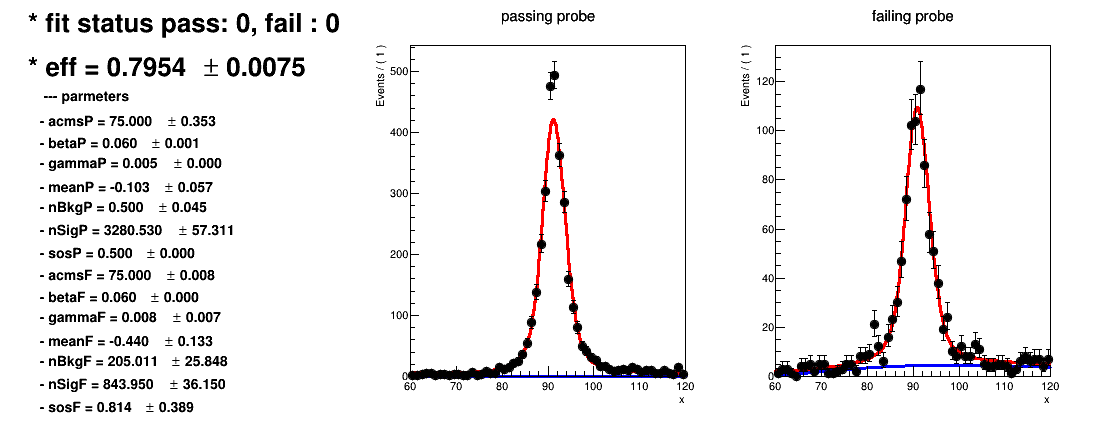 * fit status pass: 0, fail : 0
* eff = 0.7954 ± 0.0075
--- parmeters
- acmsP = 75.000 ± 0.353
- betaP = 0.060 ± 0.001
- gammaP = 0.005 ± 0.000
- meanP = -0.103 ± 0.057
- nBkgP = 0.500 ± 0.045
- nSigP = 3280.530 ± 57.311
- sosP = 0.500 ± 0.000
- acmsF = 75.000 ± 0.008
- betaF = 0.060 ± 0.000
- gammaF = 0.008 ± 0.007
- meanF = -0.440 ± 0.133
- nBkgF = 205.011 ± 25.848
- nSigF = 843.950 ± 36.150
- sosF = 0.814 ± 0.389
passing probe
Events / ( 1 )
500
400
300
200
100
0
60 70 80 90 100 110 120
x
failing probe
Events / ( 1 )
120
100
80
60
40
20
0
60 70 80 90 100 110 120
x